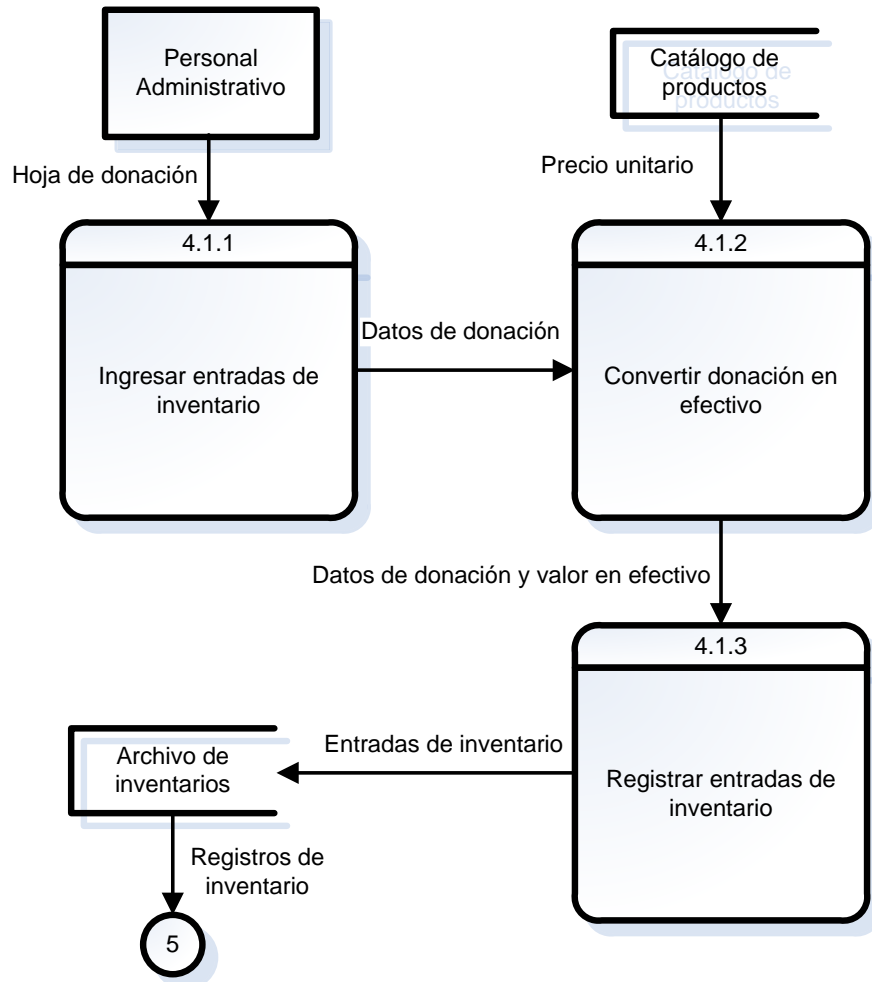 Personal
Administrativo
Catálogo de
productos
Hoja de donación
Precio unitario
4.1.1
4.1.2
Datos de donación
Ingresar entradas de
inventario
Convertir donación en
efectivo
Datos de donación y valor en efectivo
4.1.3
Entradas de inventario
Archivo de
inventarios
Registrar entradas de
inventario
Registros de
inventario
5